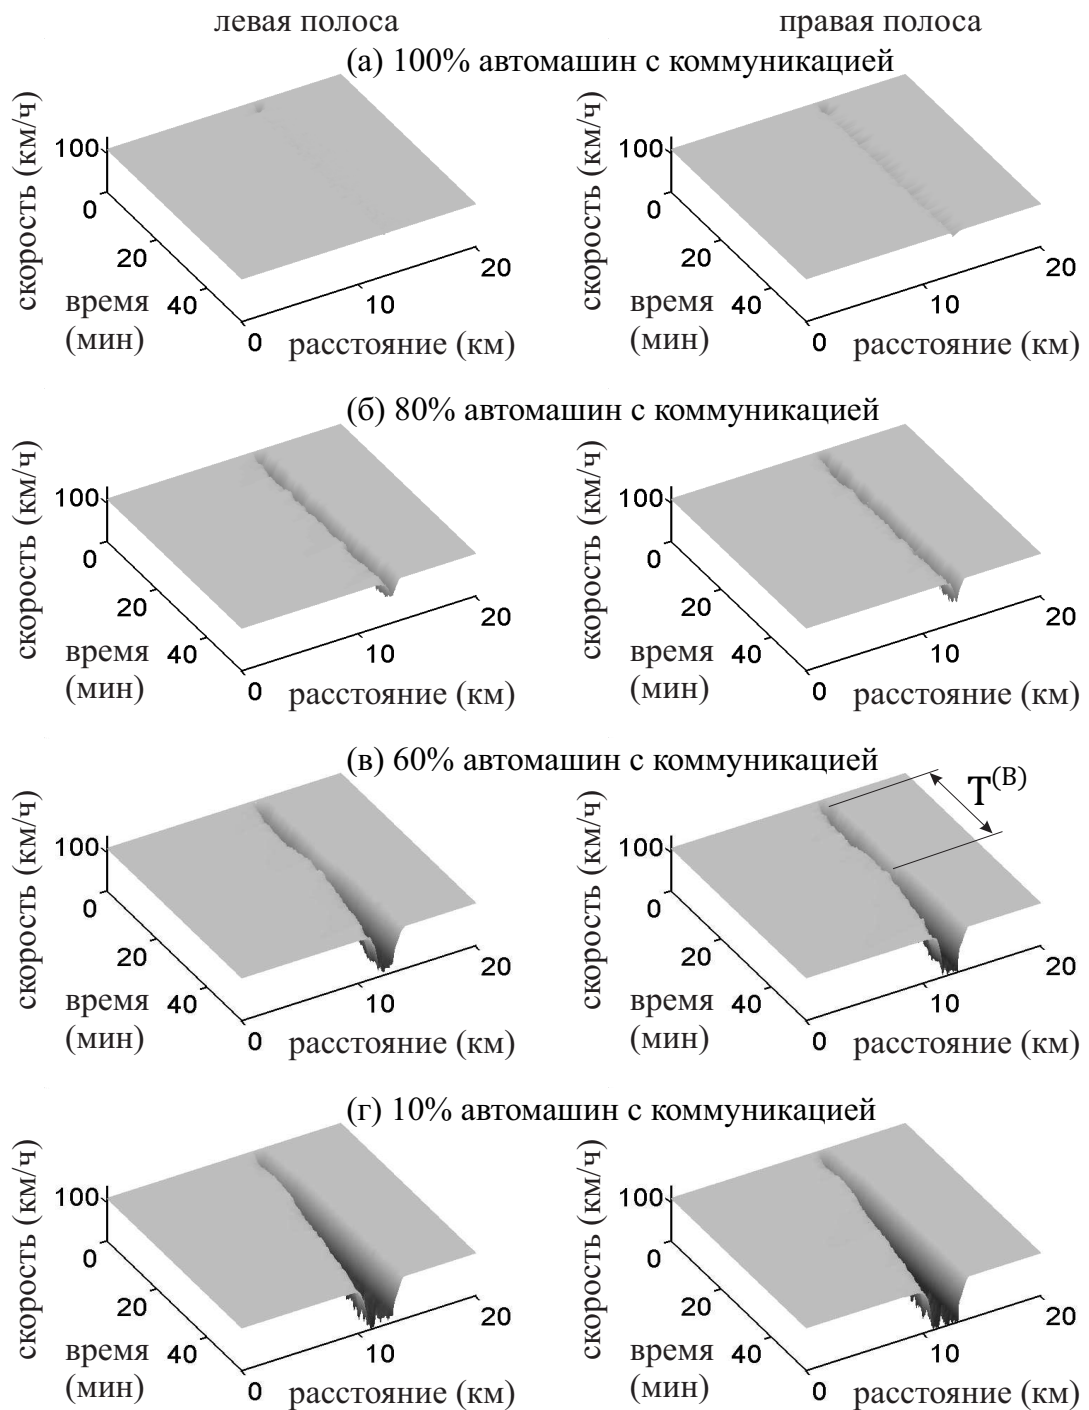 левая полоса
правая полоса
(а) 100% автомашин с коммуникацией
скорость (км/ч)
100
0
20
40
время
(мин)
0
10
20
расстояние (км)
скорость (км/ч)
100
0
20
40
время
(мин)
0
10
20
расстояние (км)
(б) 80% автомашин с коммуникацией
скорость (км/ч)
100
0
20
40
время
(мин)
0
10
20
расстояние (км)
скорость (км/ч)
100
0
20
40
время
(мин)
0
10
20
расстояние (км)
(в) 60% автомашин с коммуникацией
скорость (км/ч)
100
0
20
40
время
(мин)
0
10
20
расстояние (км)
T(B)
скорость (км/ч)
100
0
20
40
время
(мин)
0
10
20
расстояние (км)
(г) 10% автомашин с коммуникацией
скорость (км/ч)
100
0
20
40
время
(мин)
0
10
20
расстояние (км)
скорость (км/ч)
100
0
20
40
время
(мин)
0
10
20
расстояние (км)